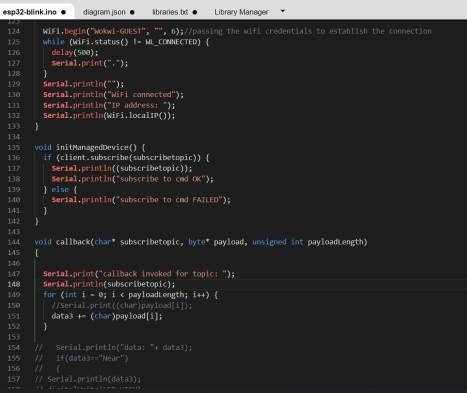 esp32-blink.ino ● diagram.json ● libraries.txt ● Library Manager ▼
123
124 WiFi.begin("Wokwi-GUEST", "", 6);//passing the wifi credentials to establish the connection
125 while (WiFi.status() != WL_CONNECTED) {
126 delay(500);
127 Serial.print(".");
128 }
129 Serial.println("");
130 Serial.println("WiFi connected");
131 Serial.println("IP address: ");
132 Serial.println(WiFi.localIP());
133 }
134
135 void initManagedDevice() {
136 if (client.subscribe(subscribetopic)) {
137 Serial.println((subscribetopic));
138 Serial.println("subscribe to cmd OK");
139 } else {
140 Serial.println("subscribe to cmd FAILED");
141 }
142 }
143
144 void callback(char* subscribetopic, byte* payload, unsigned int payloadLength)
145 {
146
147 Serial.print("callback invoked for topic: ");
148 Serial.println(subscribetopic);
149 for (int i = 0; i < payloadLength; i++) {
150 //Serial.print((char)payload[i]);
151 data3 += (char)payload[i];
152 }
153
154 // Serial.println("data: "+ data3);
155 // if(data3=="Near")
156 // {
157 // Serial.println(data3);